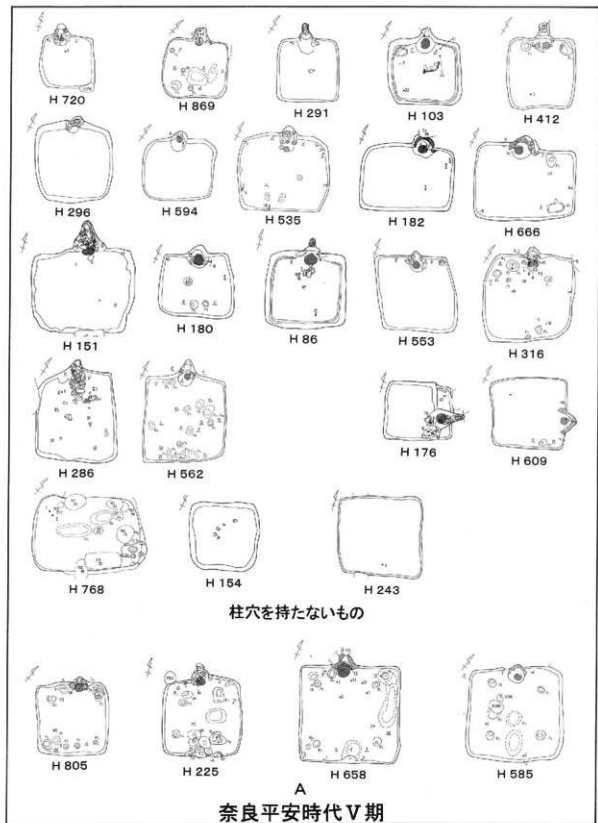 H 720 H 869 H 291 H 103 H 412
H 296 H 594 H 535 H 182 H 666
H 151 H 180 H 86 H 553 H 316
H 286 H 562 H 176 H 609
H 768 H 154 H 243
柱穴を持たないもの
H 805 H 225 H 658 H 585
A
奈良平安時代Ⅴ期